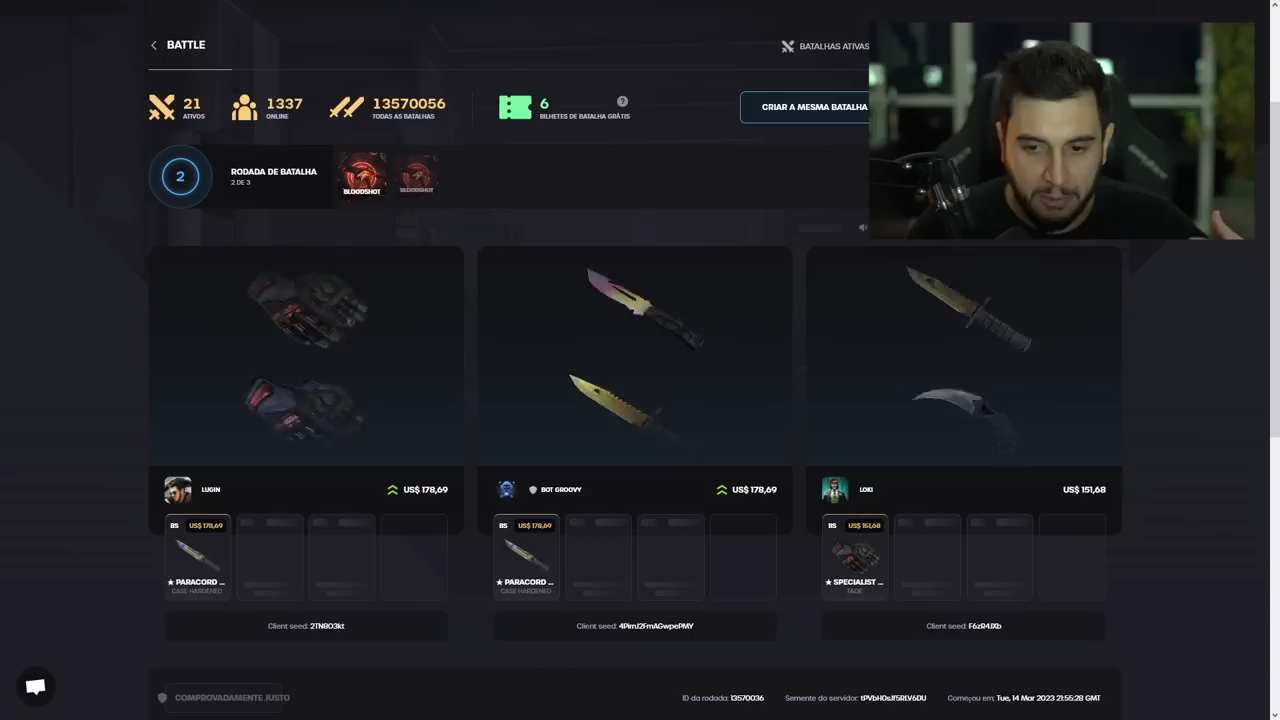 BATTLE
BATALHAS ATIVAS
21
ATIVOS
1337
ONLINE
13570056
TODAS AS BATALHAS
6
?
BILHETES DE BATALHA GRÁTIS
CRIAR A MESMA BATALHA
2
RODADA DE BATALHA
2 DE 3
BLOODSHOT
BLOODSHOT
LUGIN
US$ 178,69
BOT GROOVY
US$ 178,69
LOKI
US$ 151,68
BS
US$ 178,69
★ PARACORD ...
CASE HARDENED
BS
US$ 178,69
★ PARACORD ...
CASE HARDENED
BS
US$ 151,68
★ SPECIALIST ...
FADE
Client seed: 2TN8O3kt
Client seed: 4PimJ2FmAGwpePMY
Client seed: F6zR4JXb
COMPROVADAMENTE JUSTO
ID da rodada: 13570036
Semente do servidor: tPVbHOsJf5RLV6DU
Começou em: Tue, 14 Mar 2023 21:55:28 GMT